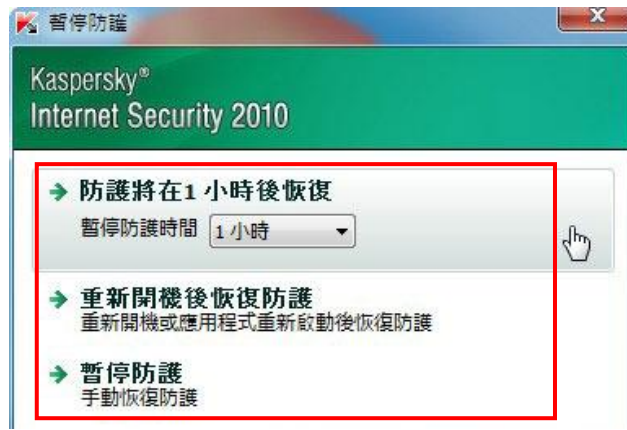 暫停防護
Kaspersky®
Internet Security 2010
防護將在1 小時後恢復
暫停防護時間 1 小時
重新開機後恢復防護
重新開機或應用程式重新啟動後恢復防護
暫停防護
手動恢復防護